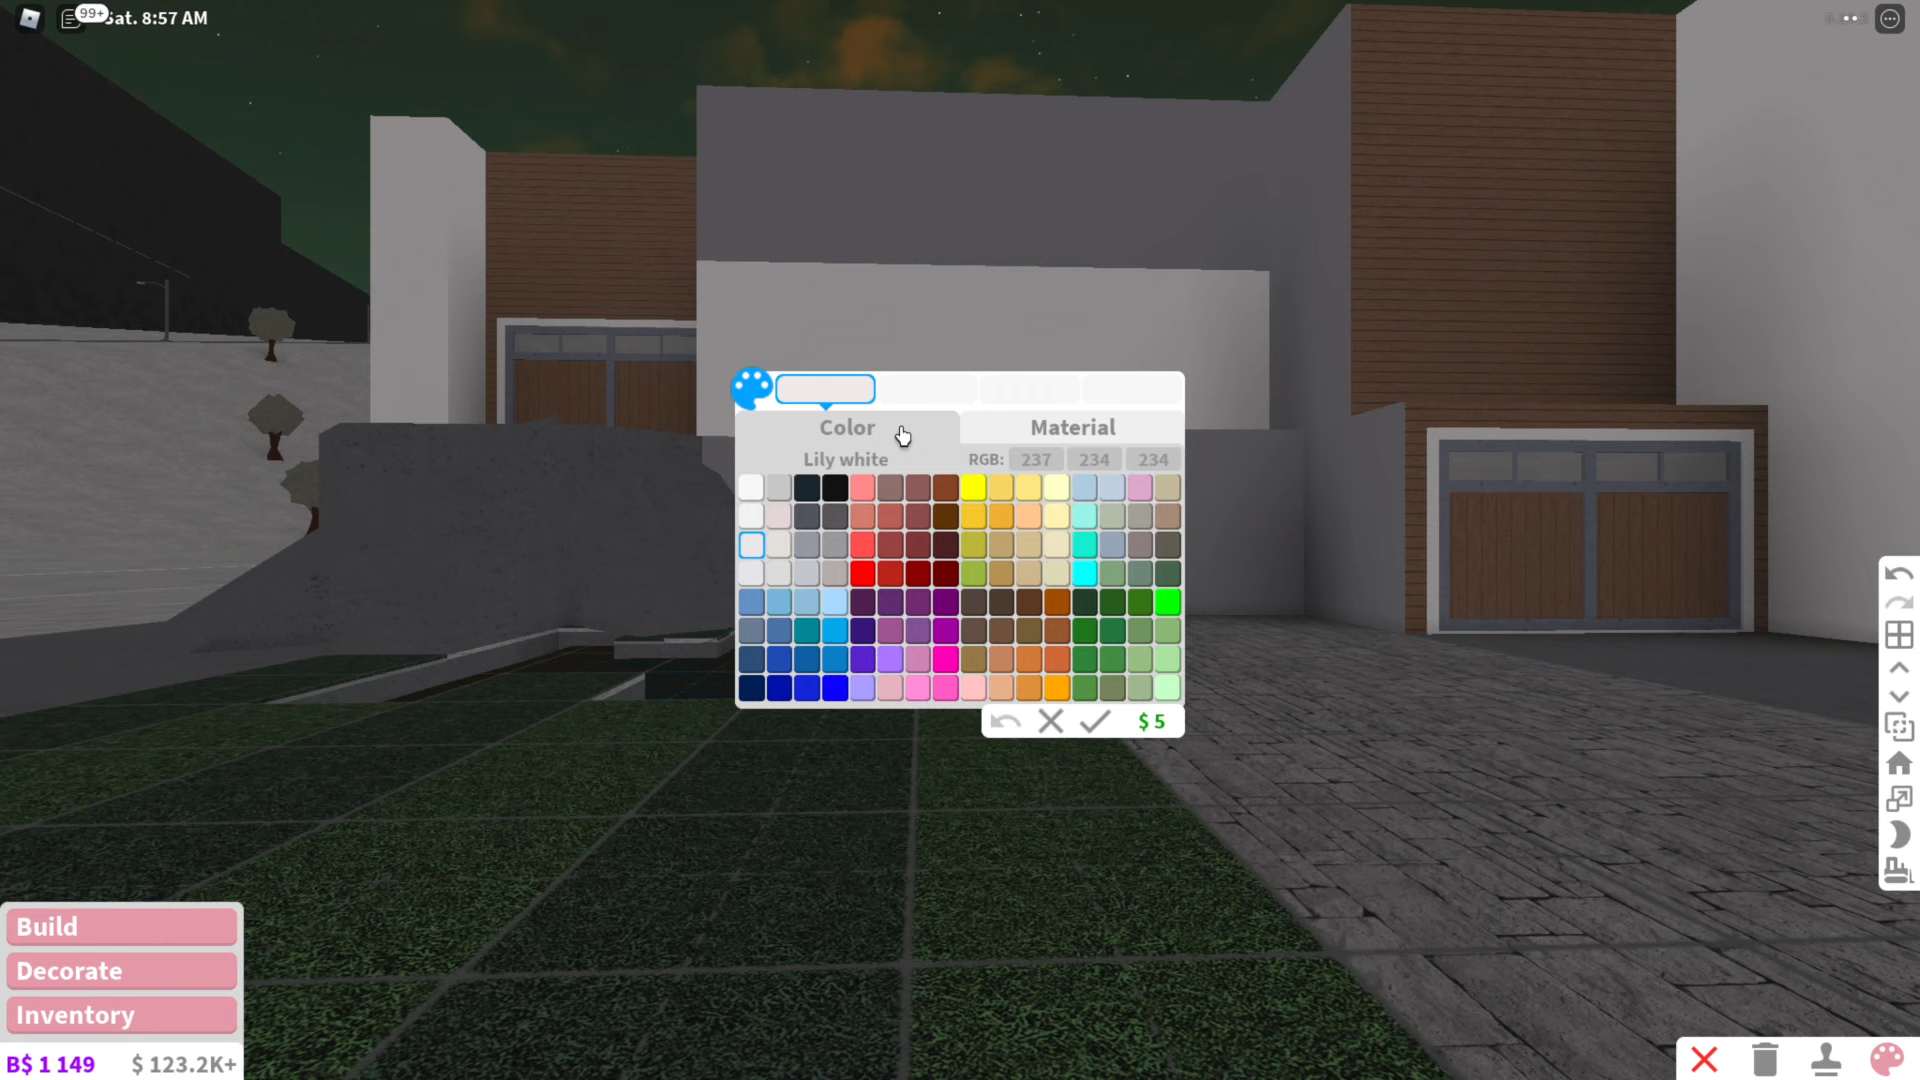 99+
Sat. 8:57 AM
Color
Material
Lily white
RGB: 237 234 234
$ 5
Build
Decorate
Inventory
B$ 1 149
$ 123.2K+